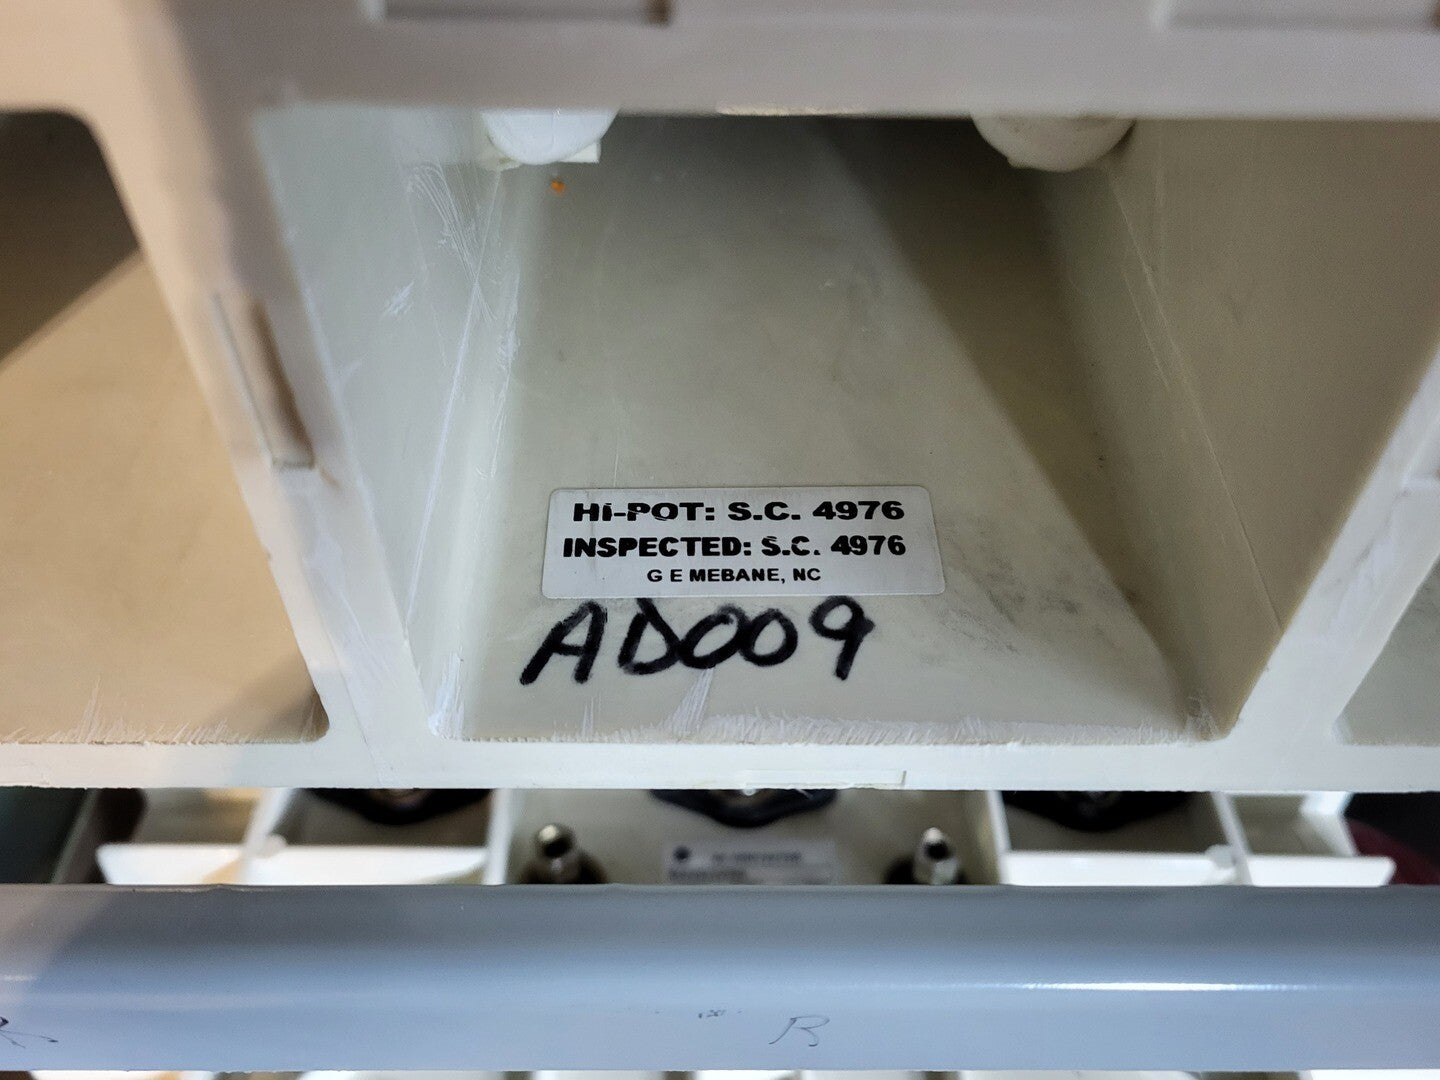 HI-POT: S.C. 4976
INSPECTED: S.C. 4976
G E MEBANE, NC
AD009
R